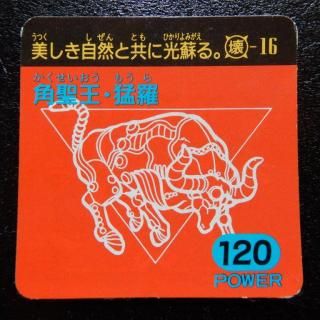 うつく しぜん とも ひかりよみがえ
美しき自然と共に光蘇る。壊-16
かくせいおう もうら
角聖王・猛羅
120
POWER